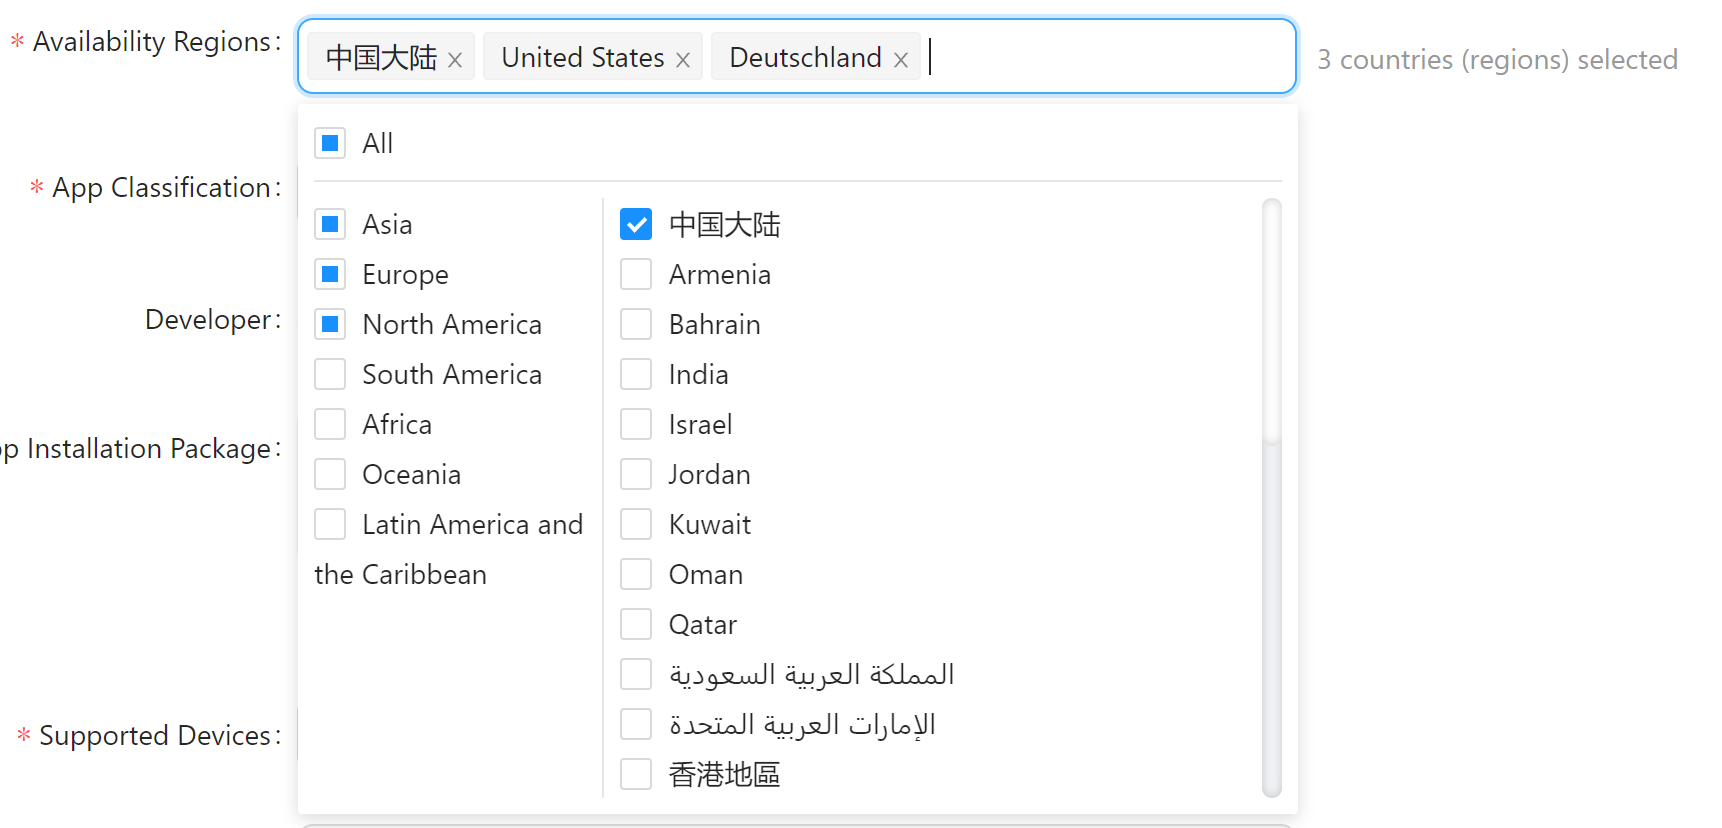 * Availability Regions:
中国大陆 × United States × Deutschland ×
3 countries (regions) selected
All
* App Classification:
Asia
Europe
North America
South America
Africa
Oceania
Latin America and
the Caribbean
中国大陆
Armenia
Bahrain
India
Israel
Jordan
Kuwait
Oman
Qatar
المملكة العربية السعودية
الإمارات العربية المتحدة
香港地區
Developer:
Installation Package:
* Supported Devices: